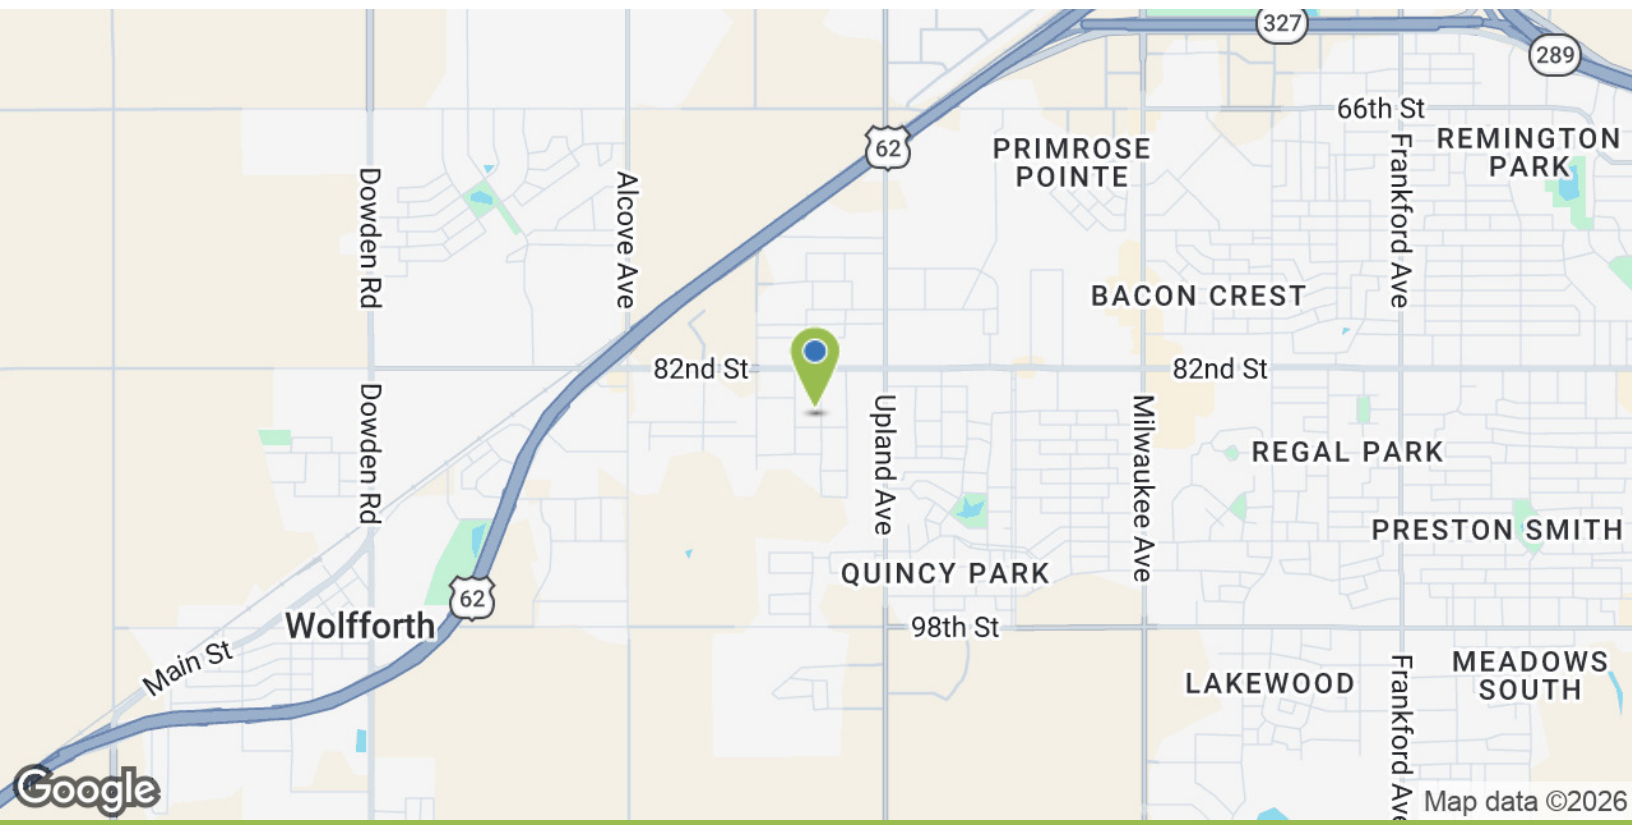 327
289
66th St
REMINGTON
PARK
62
PRIMROSE
POINTE
Dowden Rd
Alcove Ave
Frankford Ave
BACON CREST
82nd St
82nd St
Dowden Rd
Upland Ave
Milwaukee Ave
REGAL PARK
PRESTON SMITH
QUINCY PARK
62
Wolfforth
98th St
Main St
LAKEWOOD
MEADOWS
SOUTH
Frankford Ave
Google
Map data ©2026